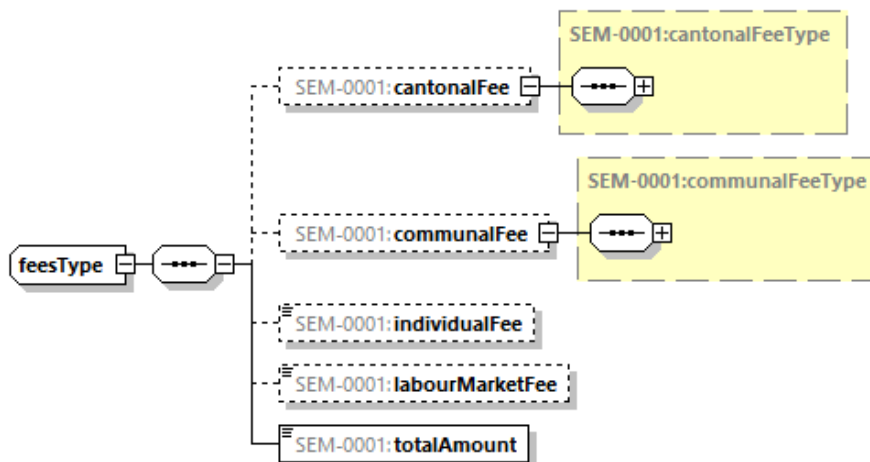 SEM-0001:cantonalFeeType
SEM-0001:cantonalFee
SEM-0001:communalFeeType
SEM-0001:communalFee
feesType
SEM-0001:individualFee
SEM-0001:labourMarketFee
SEM-0001:totalAmount